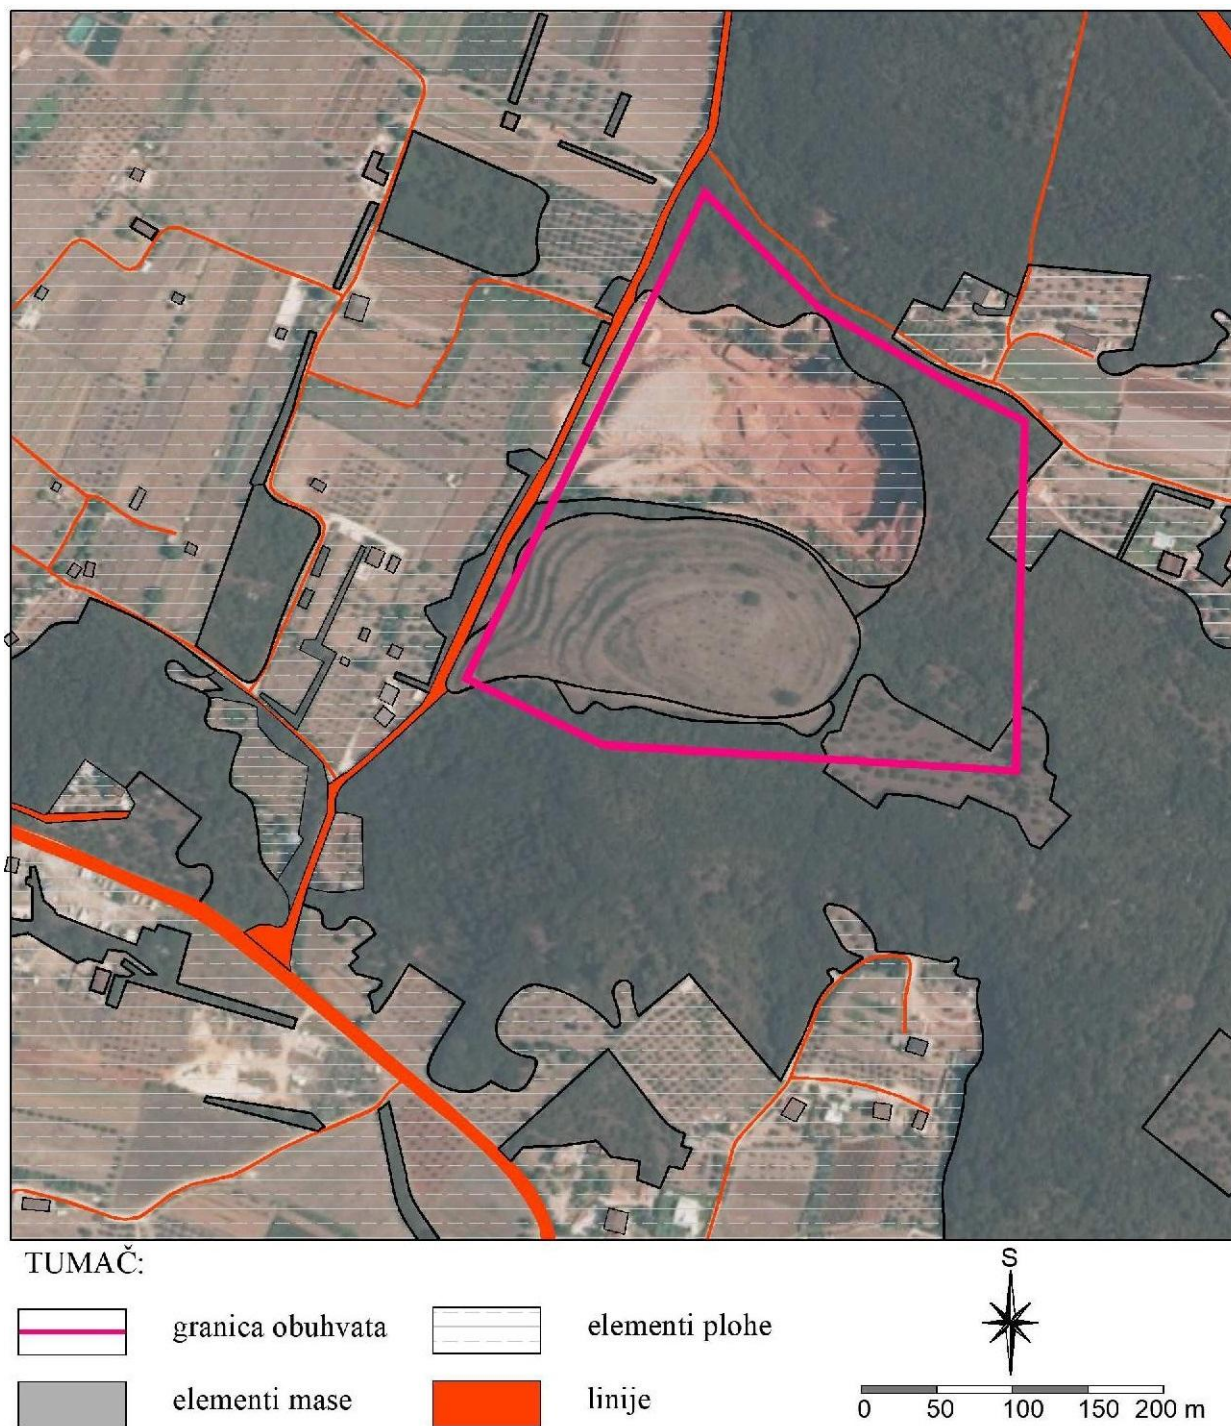 TUMAČ:
S
granica obuhvata
elementi plohe
elementi mase
linije
0 50 100 150 200 m